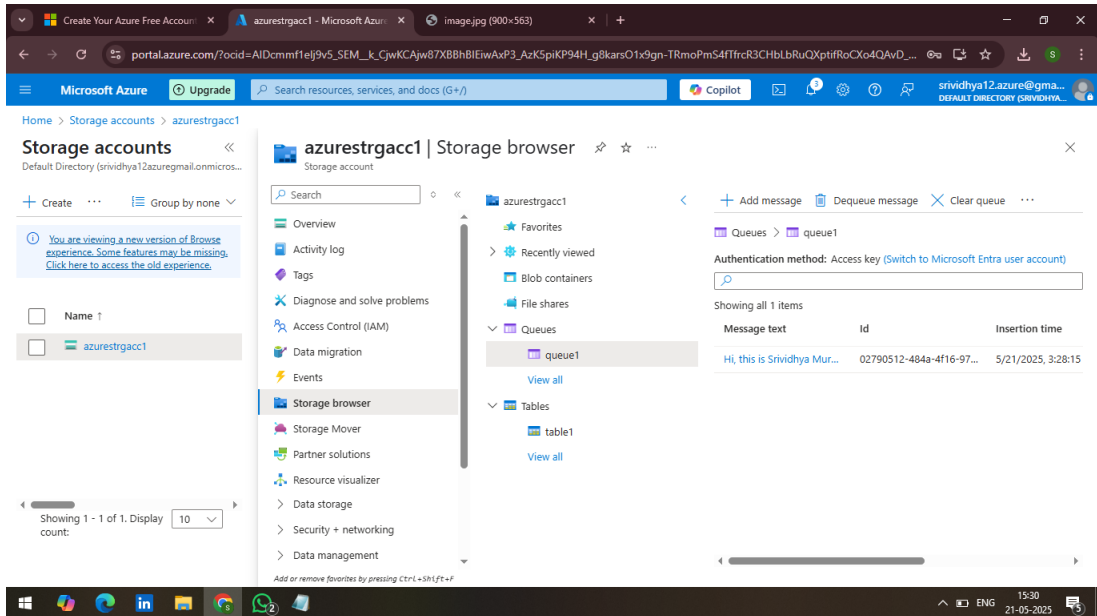 Create Your Azure Free Account
azurestrgacc1 - Microsoft Azure
image.jpg (900×563)
portal.azure.com/?ocid=AIDcmmf1elj9v5_SEM__k_CjwKCAjw87XBBhBIEiwAxP3_AzK5piKP94H_g8karsO1x9gn-TRmoPmS4fTfrcR3CHbLbRuQXptifRoCXo4QAvD_...
S
Microsoft Azure
Upgrade
Search resources, services, and docs (G+/)
Copilot
3
srividhya12.azure@gma...
DEFAULT DIRECTORY (SRIVIDHYA...
Home > Storage accounts > azurestrgacc1
Storage accounts
Default Directory (srividhya12azuregmail.onmicros...
Create
Group by none
You are viewing a new version of Browse
experience. Some features may be missing.
Click here to access the old experience.
Name ↑
azurestrgacc1
Showing 1 - 1 of 1. Display
count:
10
azurestrgacc1 | Storage browser
Storage account
Search
Overview
Activity log
Tags
Diagnose and solve problems
Access Control (IAM)
Data migration
Events
Storage browser
Storage Mover
Partner solutions
Resource visualizer
Data storage
Security + networking
Data management
Add or remove favorites by pressing Ctrl+Shift+F
azurestrgacc1
Favorites
Recently viewed
Blob containers
File shares
Queues
queue1
View all
Tables
table1
View all
Add message
Dequeue message
Clear queue
Queues > queue1
Authentication method: Access key (Switch to Microsoft Entra user account)
Showing all 1 items
Message text Id Insertion time
Hi, this is Srividhya Mur... 02790512-484a-4f16-97... 5/21/2025, 3:28:15
2
ENG
15:30
21-05-2025
5